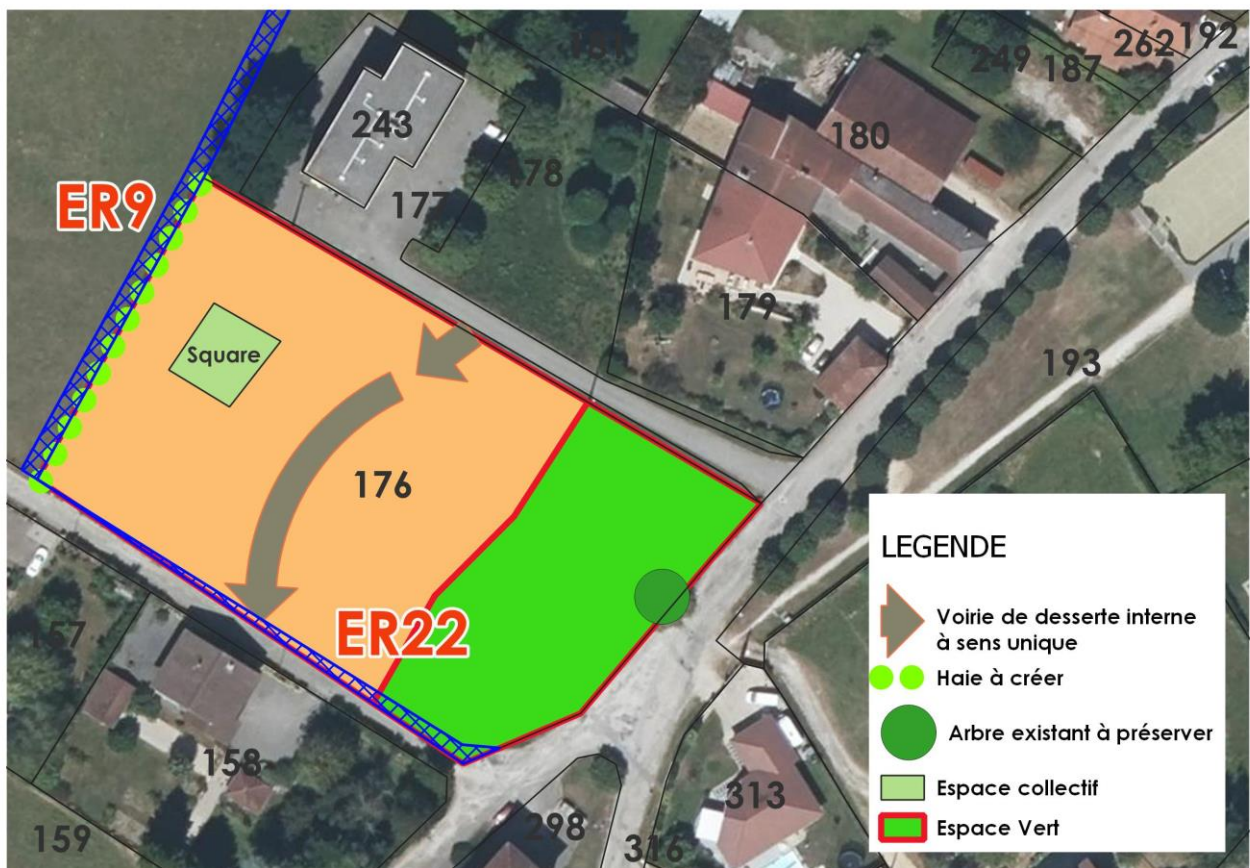 181
249
187
262
192
243
180
178
177
ER9
179
193
Square
176
ER22
157
158
159
298
313
316
LEGENDE
Voirie de desserte interne
à sens unique
Haie à créer
Arbre existant à préserver
Espace collectif
Espace Vert